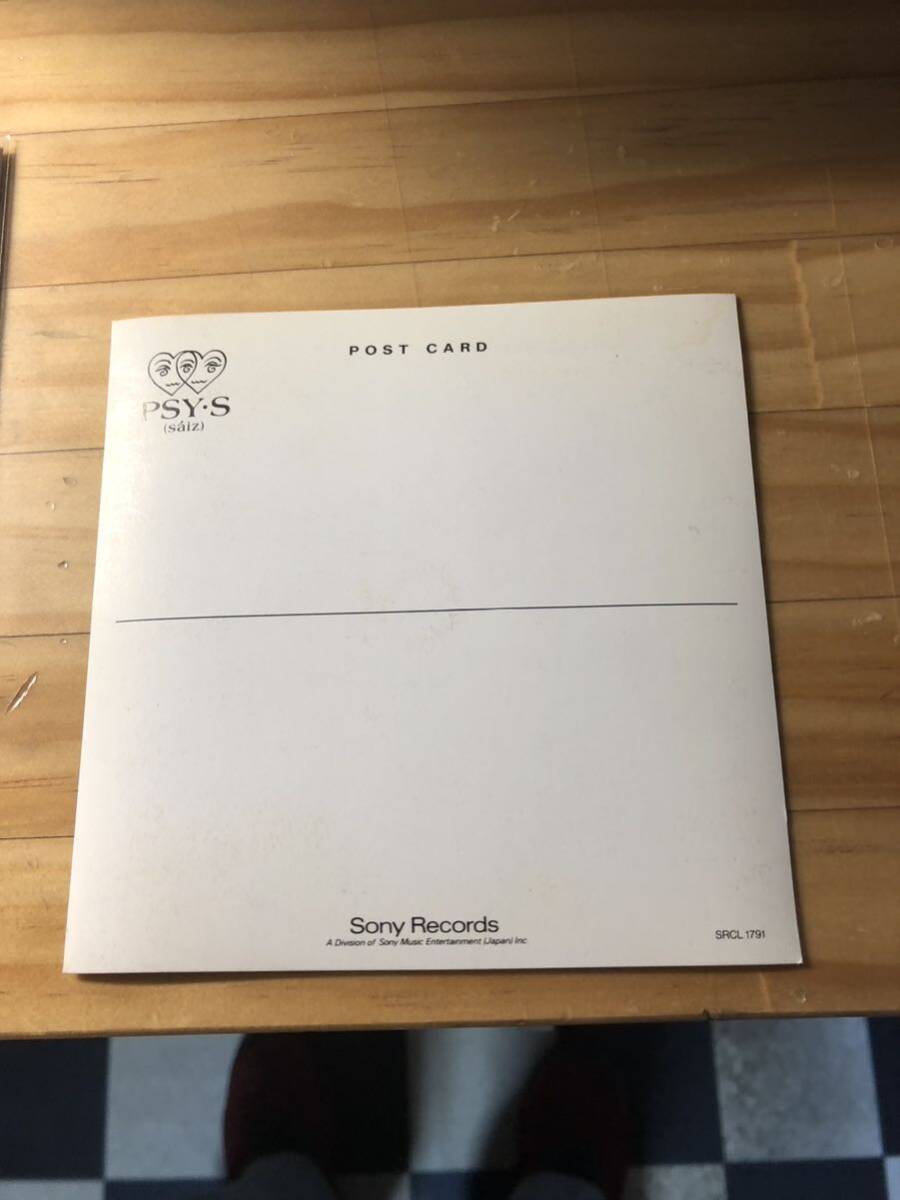 POST CARD
PSY•S
(sáiz)
Sony Records
A Division of Sony Music Entertainment (Japan) Inc
SRCL 1791